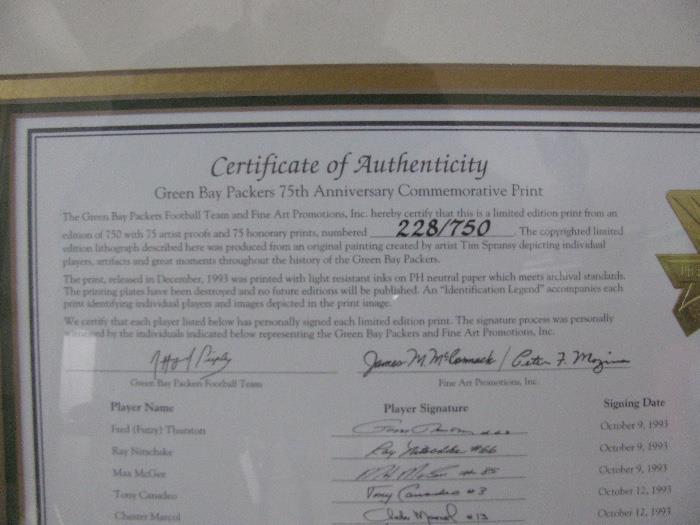 Certificate of Authenticity
Green Bay Packers 75th Anniversary Commemorative Print
The Green Bay Packers Football Team and Fine Art Promotions, Inc. hereby certify that this is a limited edition print from an
edition of 750 with 75 artist proofs and 75 honorary prints, numbered 228/750 . The copyrighted limited
edition lithograph described here was produced from an original painting created by artist Tim Spransy depicting individual
players, artifacts and great moments throughout the history of the Green Bay Packers.
The print, released in December, 1993 was printed with light resistant inks on PH neutral paper which meets archival standards.
The printing plates have been destroyed and no future editions will be published. An "Identification Legend" accompanies each
print identifying individual players and images depicted in the print image.
We certify that each player listed below has personally signed each limited edition print. The signature process was personally
witnessed by the individuals indicated below representing the Green Bay Packers and Fine Art Promotions, Inc.
James M. McCormack / Peter F.
Green Bay Packers Football Team Fine Art Promotions, Inc.
Player Name Player Signature Signing Date
Fred (Fuzzy) Thurston October 9, 1993
Ray Nitschke Ray Nitschke #66 October 9, 1993
Max McGee # 85 October 9, 1993
Tony Canadeo Tony Canadeo #3 October 12, 1993
Chester Marcol #13 October 12, 1993